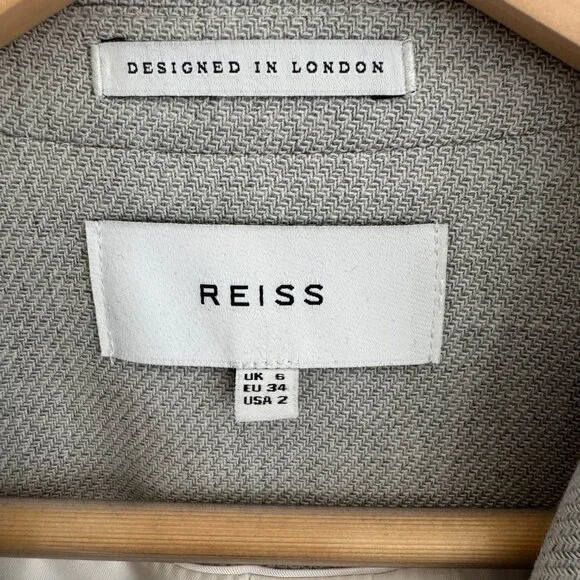 DESIGNED IN LONDON
REISS
UK 6
EU 34
USA 2